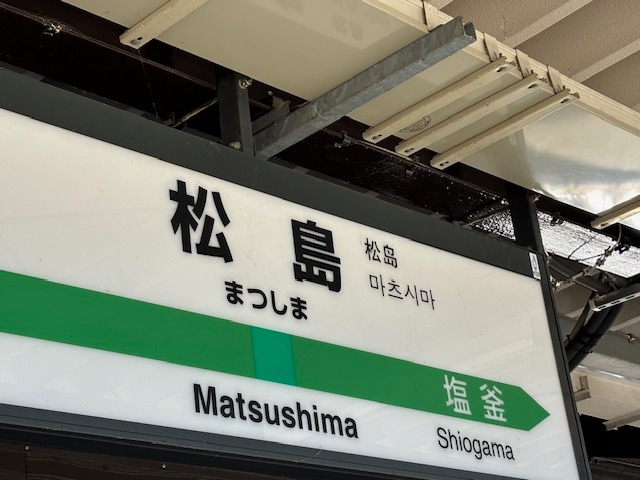 松島
まつしま
松岛
마츠시마
Matsushima
塩釜
Shiogama